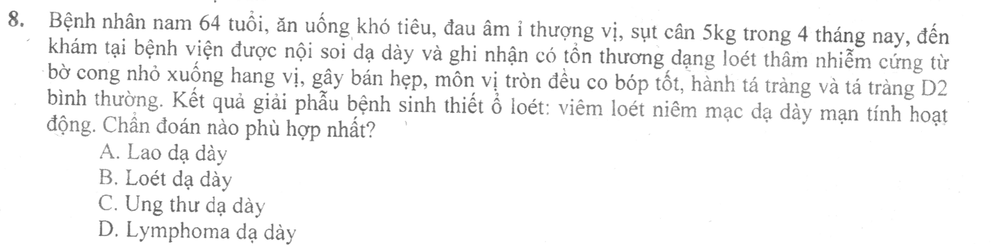 8. Bệnh nhân nam 64 tuổi, ăn uống khó tiêu, đau âm ỉ thượng vị, sụt cân 5kg trong 4 tháng nay, đến
khám tại bệnh viện được nội soi dạ dày và ghi nhận có tổn thương dạng loét thâm nhiễm cứng từ
bờ cong nhỏ xuống hang vị, gây bán hẹp, môn vị tròn đều co bóp tốt, hành tá tràng và tá tràng D2
bình thường. Kết quả giải phẫu bệnh sinh thiết ổ loét: viêm loét niêm mạc dạ dày mạn tính hoạt
động. Chẩn đoán nào phù hợp nhất?
A. Lao dạ dày
B. Loét dạ dày
C. Ung thư dạ dày
D. Lymphoma dạ dày